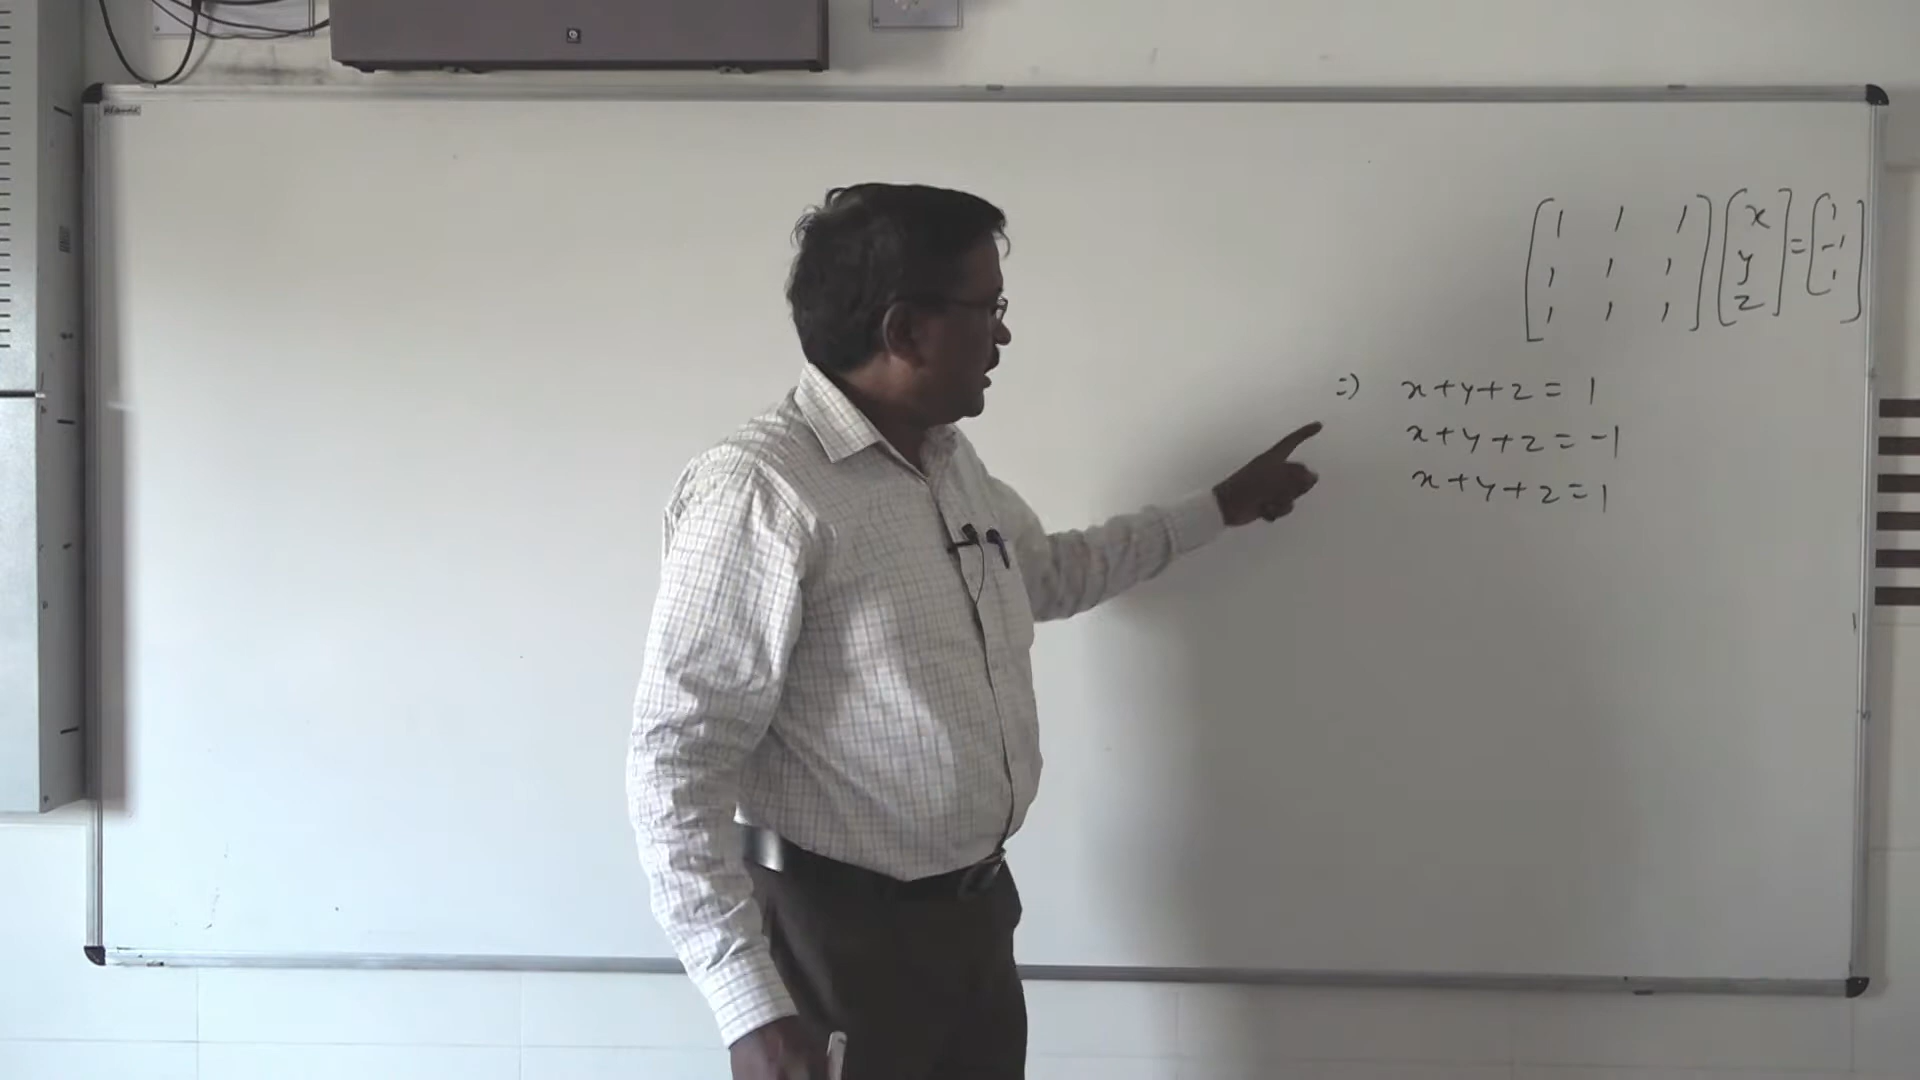 [1 1 1] [x] = [1]
[1 1 1] [y] [-1]
[1 1 1] [z] [1]
=) x+y+z = 1
x+y+z = -1
x+y+z = 1